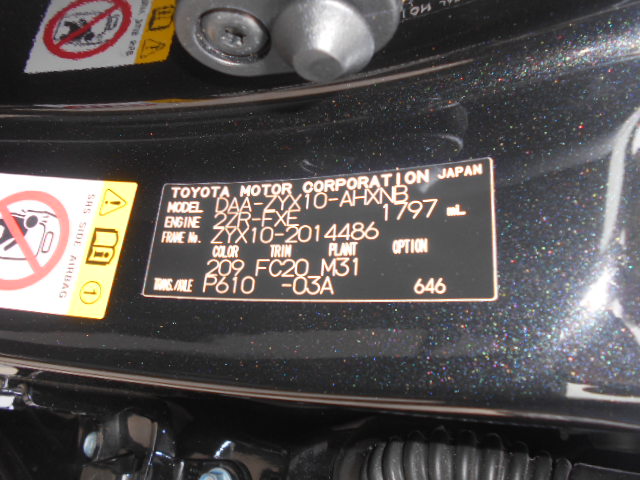 TOYOTA MOTOR CORPORATION JAPAN
MODEL DAA-ZYX10-AHXNB
ENGINE 2ZR-FXE 1797 mL
FRAME No. ZYX10-2014486
COLOR TRIM PLANT OPTION
209 FC20 M31
TRANS./AXLE P610 -03A 646
SRS SIDE AIRBAG